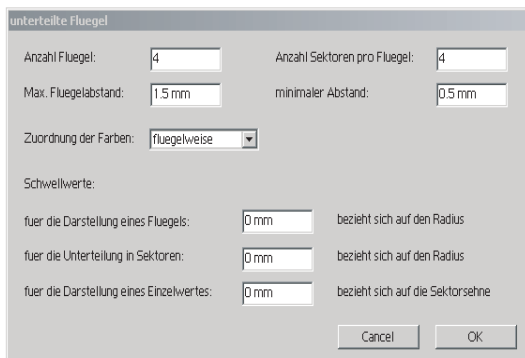 unterteilte Fluegel
Anzahl Fluegel: 4 Anzahl Sektoren pro Fluegel: 4
Max. Fluegelabstand: 1.5 mm minimaler Abstand: 0.5 mm
Zuordnung der Farben: fluegelweise
Schwellwerte:
fuer die Darstellung eines Fluegels: 0 mm bezieht sich auf den Radius
fuer die Unterteilung in Sektoren: 0 mm bezieht sich auf den Radius
fuer die Darstellung eines Einzelwertes: 0 mm bezieht sich auf die Sektorsehne
Cancel OK